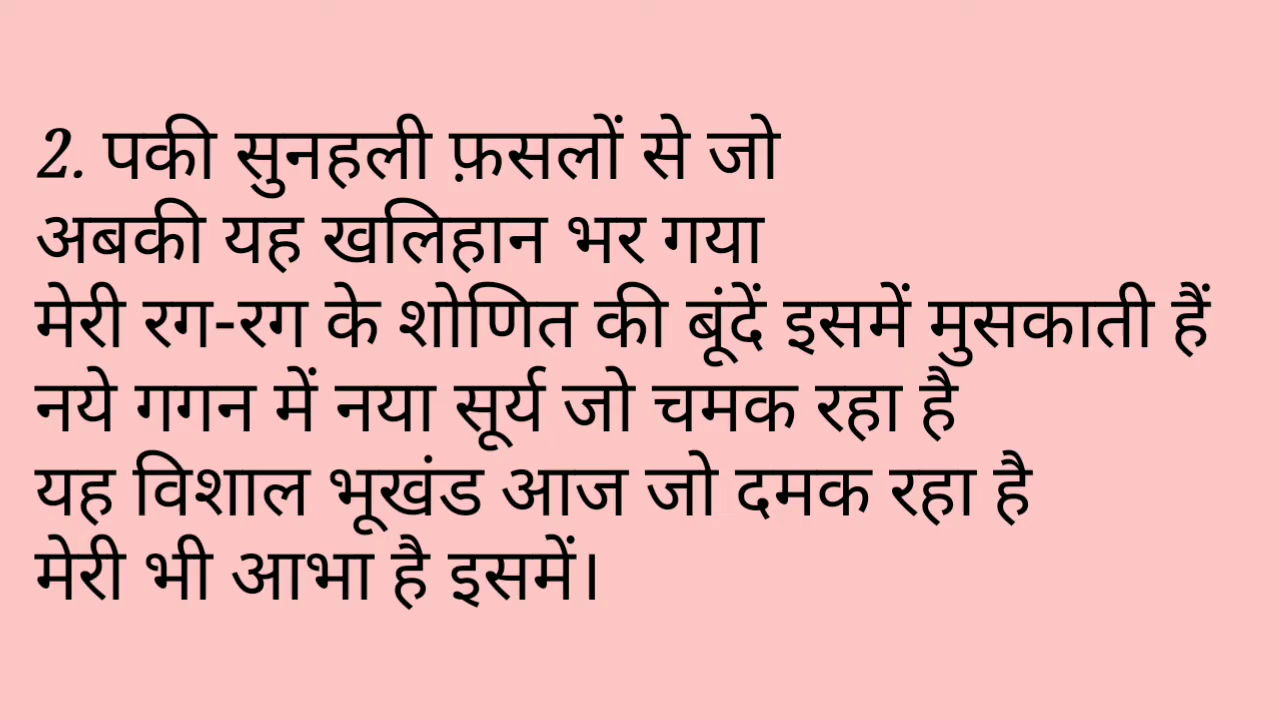 2. पकी सुनहली फ़सलों से जो
अबकी यह खलिहान भर गया
मेरी रग-रग के शोणित की बूंदें इसमें मुसकाती हैं
नये गगन में नया सूर्य जो चमक रहा है
यह विशाल भूखंड आज जो दमक रहा है
मेरी भी आभा है इसमें।